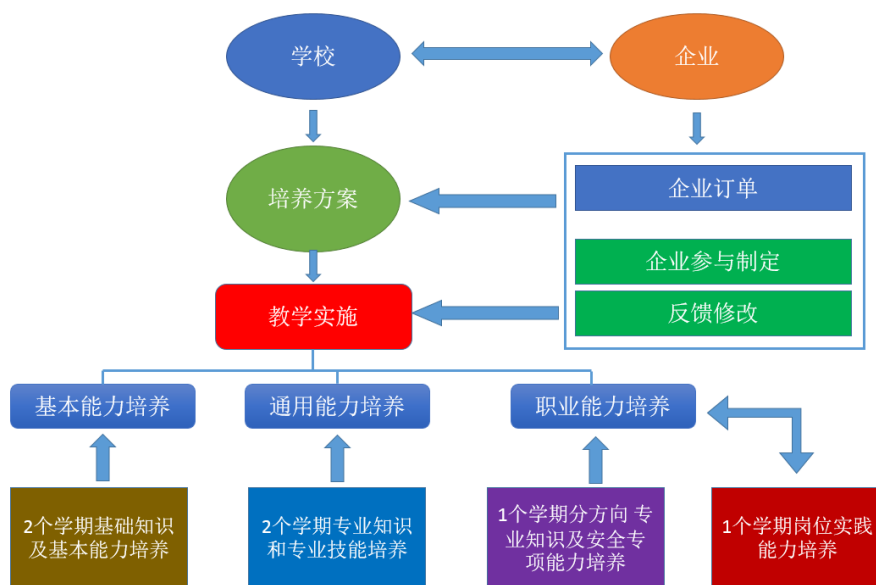 学校
企业
企业订单
培养方案
企业参与制定
教学实施
反馈修改
基本能力培养
通用能力培养
职业能力培养
2个学期基础知识
及基本能力培养
2个学期专业知识
和专业技能培养
1个学期分方向 专
业知识及安全专
项能力培养
1个学期岗位实践
能力培养